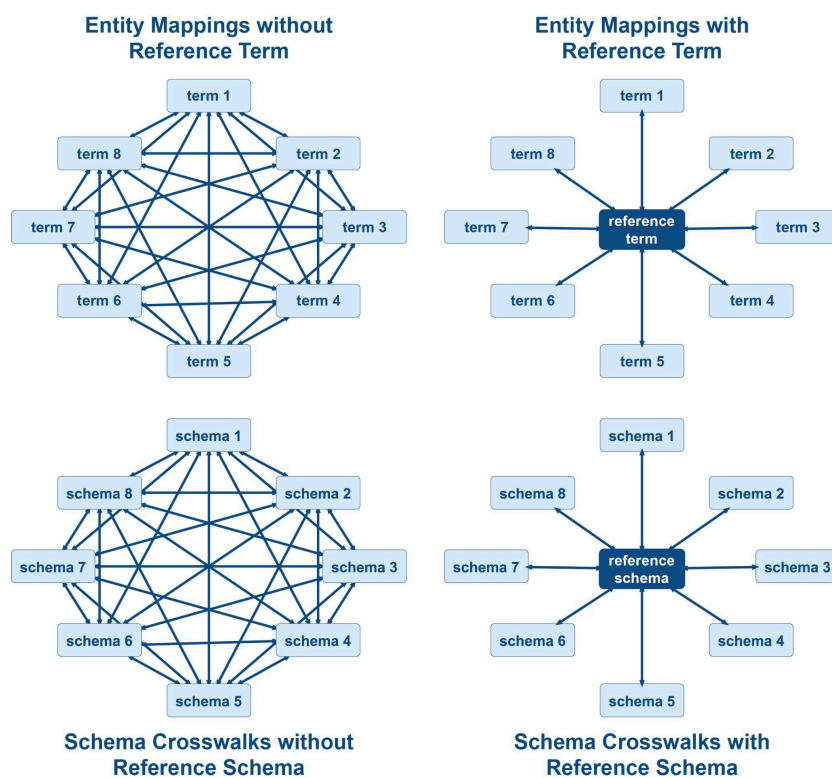 Entity Mappings without
Reference Term
term 1
term 8
term 2
term 7
term 3
term 6
term 4
term 5
Entity Mappings with
Reference Term
term 1
term 8
term 2
term 7
reference
term
term 3
term 6
term 4
term 5
schema 1
schema 8
schema 2
schema 7
schema 3
schema 6
schema 4
schema 5
Schema Crosswalks without
Reference Schema
schema 1
schema 8
schema 2
schema 7
reference
schema
schema 3
schema 6
schema 4
schema 5
Schema Crosswalks with
Reference Schema